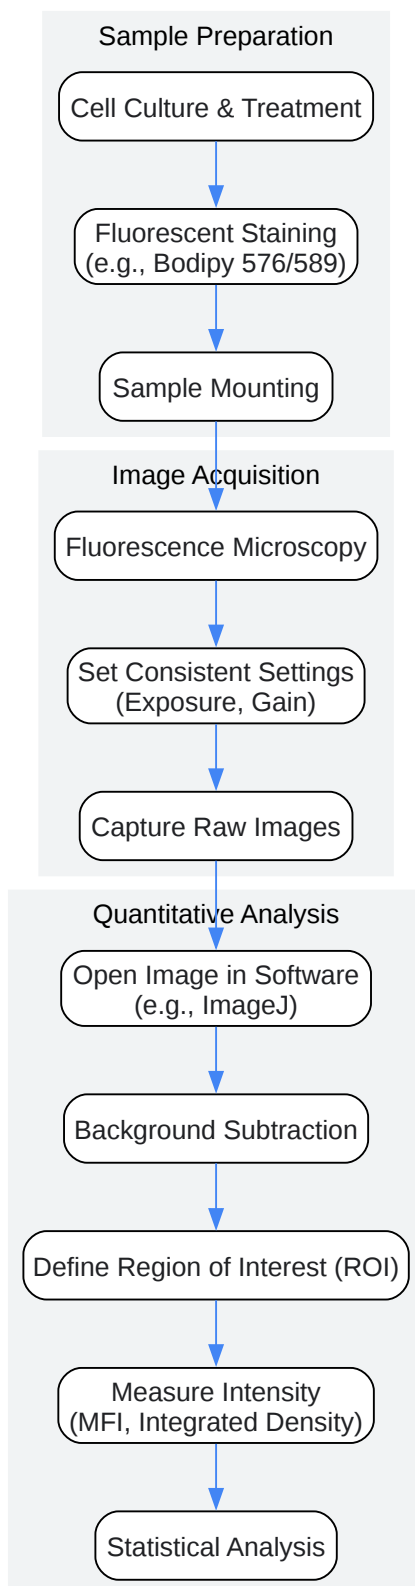 Sample Preparation
Cell Culture & Treatment
Fluorescent Staining
(e.g., Bodipy 576/589)
Sample Mounting
Image Acquisition
Fluorescence Microscopy
Set Consistent Settings
(Exposure, Gain)
Capture Raw Images
Quantitative Analysis
Open Image in Software
(e.g., ImageJ)
Background Subtraction
Define Region of Interest (ROI)
Measure Intensity
(MFI, Integrated Density)
Statistical Analysis